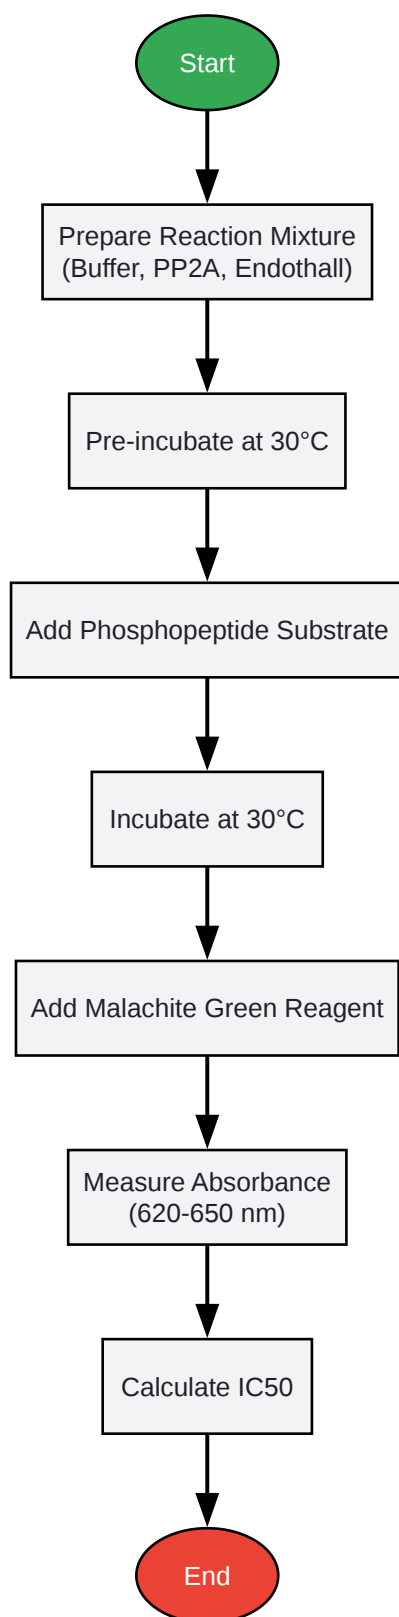 Start
Prepare Reaction Mixture
(Buffer, PP2A, Endothall)
Pre-incubate at 30°C
Add Phosphopeptide Substrate
Incubate at 30°C
Add Malachite Green Reagent
Measure Absorbance
(620-650 nm)
Calculate IC50
End